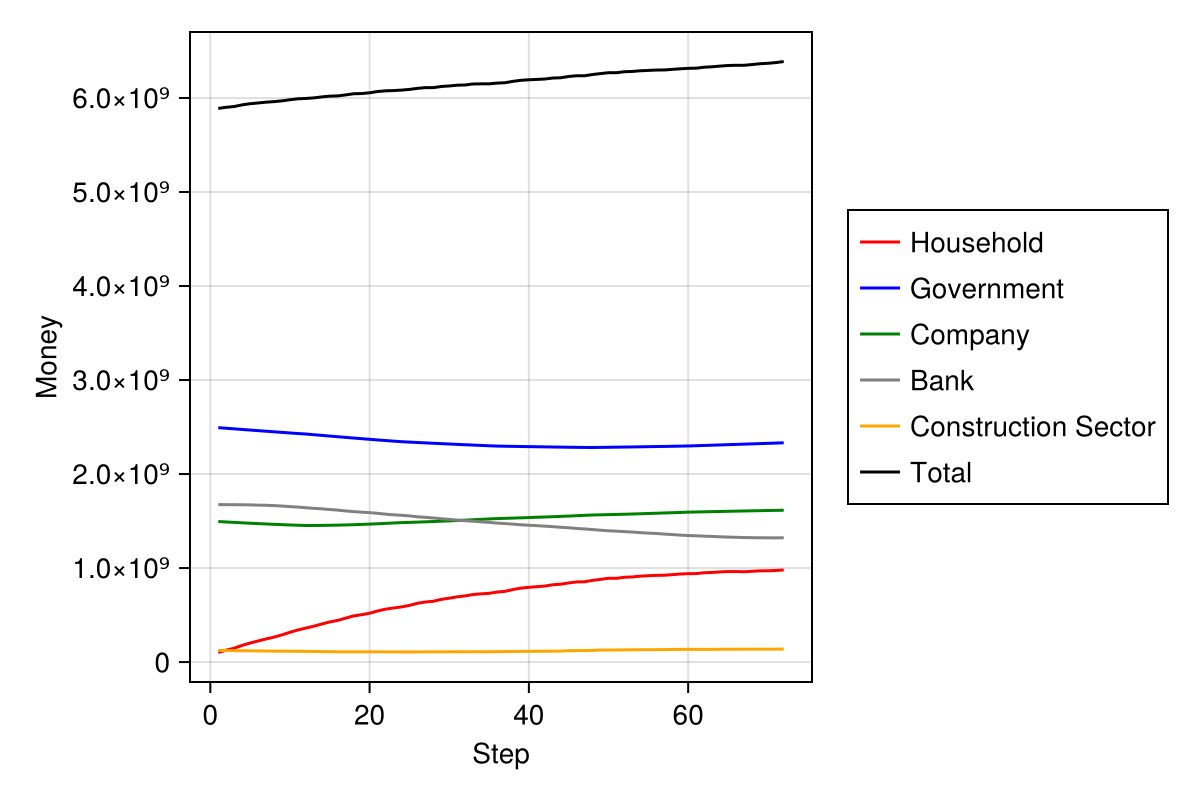 6.0×10⁹
5.0×10⁹
4.0×10⁹
3.0×10⁹
2.0×10⁹
1.0×10⁹
0
Money
0 20 40 60
Step
Household
Government
Company
Bank
Construction Sector
Total